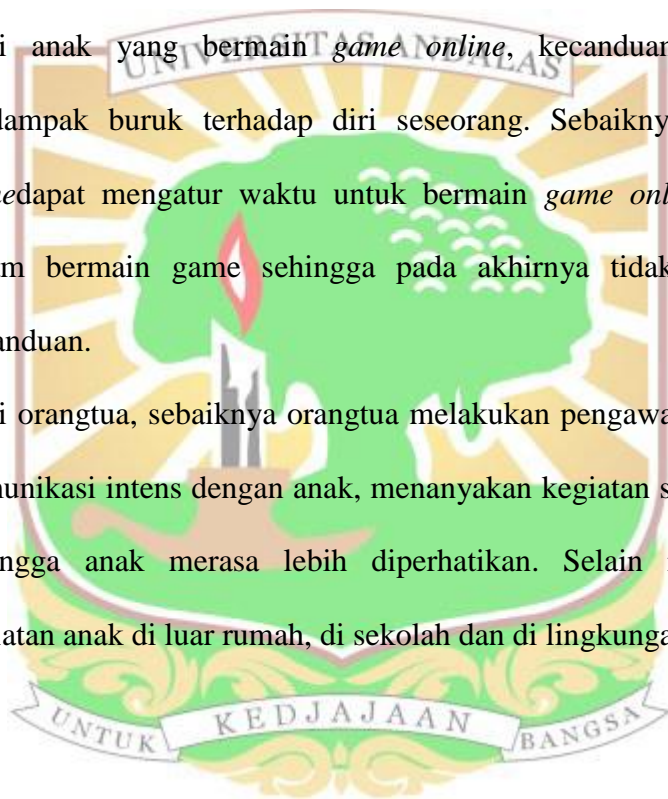 i anak yang bermain game online, kecanduan
UNIVERSITAS ANDALAS
dampak buruk terhadap diri seseorang. Sebaikny
edapat mengatur waktu untuk bermain game onl
m bermain game sehingga pada akhirnya tidak
anduan.
i orangtua, sebaiknya orangtua melakukan pengawa
nunikasi intens dengan anak, menanyakan kegiatan s
ngga anak merasa lebih diperhatikan. Selain
iatan anak di luar rumah, di sekolah dan di lingkunga
UNTUK KEDJAJAAN BANGSA